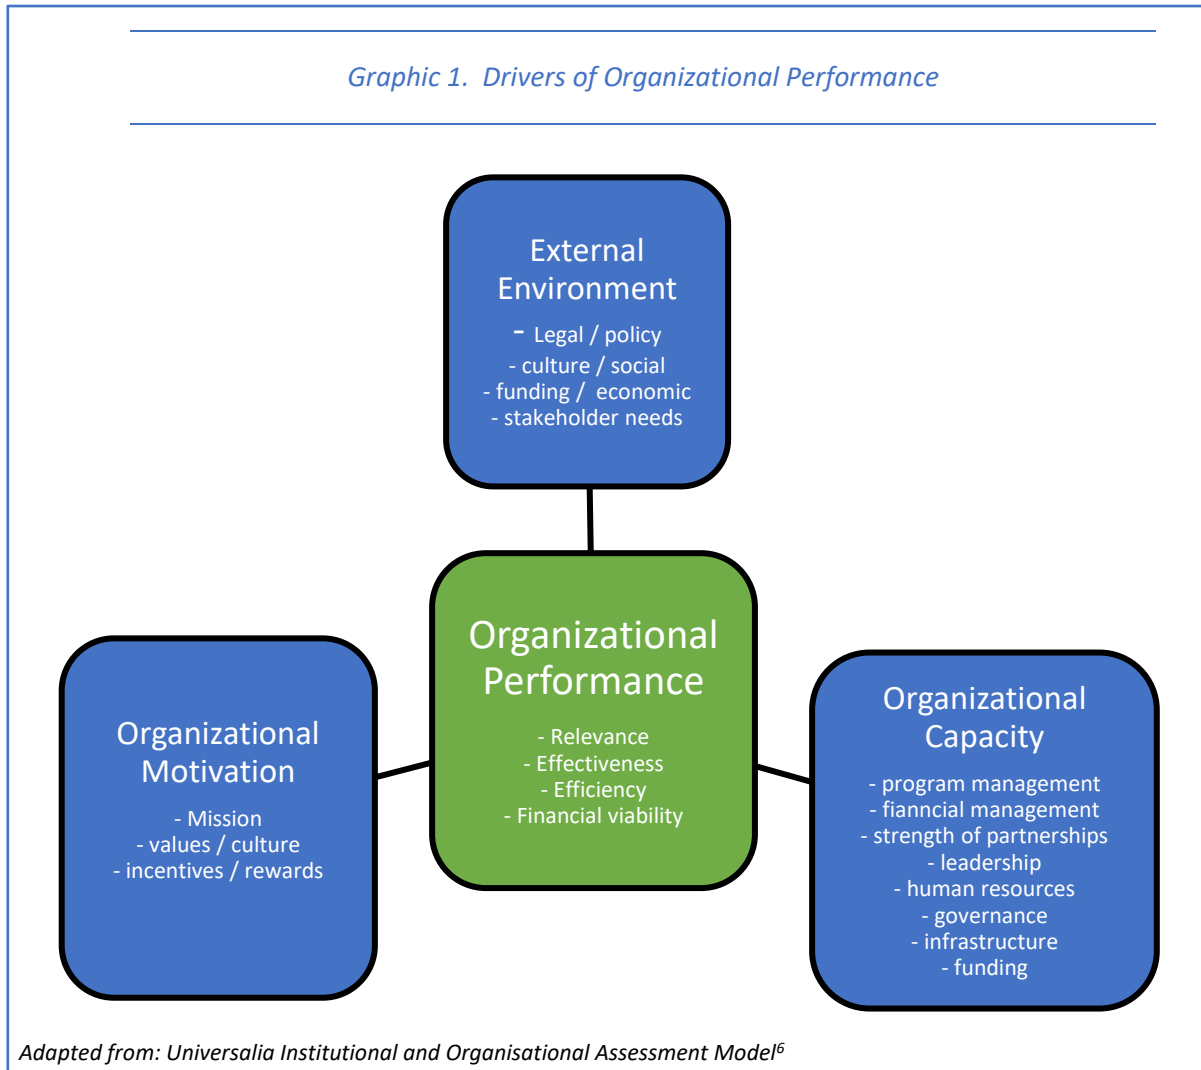 Graphic 1. Drivers of Organizational Performance
External
Environment
- Legal / policy
- culture / social
- funding / economic
- stakeholder needs
Organizational
Performance
- Relevance
- Effectiveness
- Efficiency
- Financial viability
Organizational
Motivation
- Mission
- values / culture
- incentives / rewards
Organizational
Capacity
- program management
- fianncial management
- strength of partnerships
- leadership
- human resources
- governance
- infrastructure
- funding
Adapted from: Universalia Institutional and Organisational Assessment Model⁶